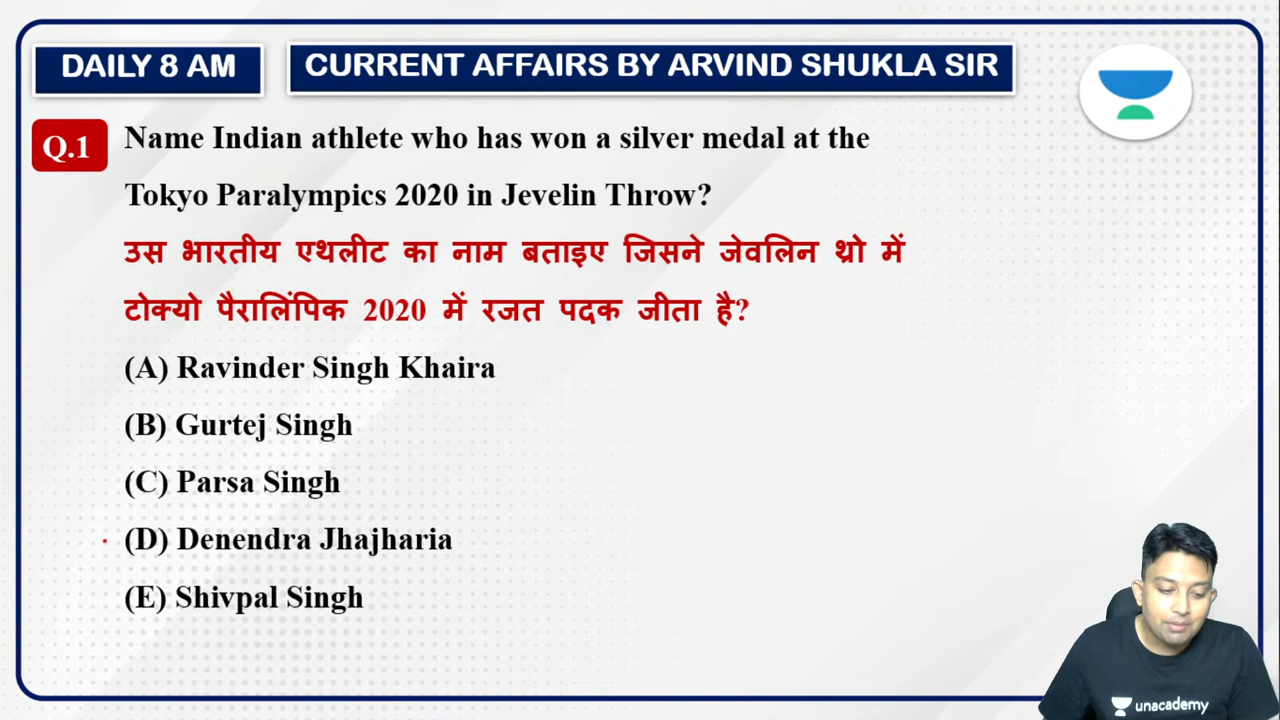 DAILY 8 AM
CURRENT AFFAIRS BY ARVIND SHUKLA SIR
Q.1
Name Indian athlete who has won a silver medal at the
Tokyo Paralympics 2020 in Jevelin Throw?
उस भारतीय एथलीट का नाम बताइए जिसने जेवलिन थ्रो में
टोक्यो पैरालिंपिक 2020 में रजत पदक जीता है?
(A) Ravinder Singh Khaira
(B) Gurtej Singh
(C) Parsa Singh
(D) Denendra Jhajharia
(E) Shivpal Singh
unacademy